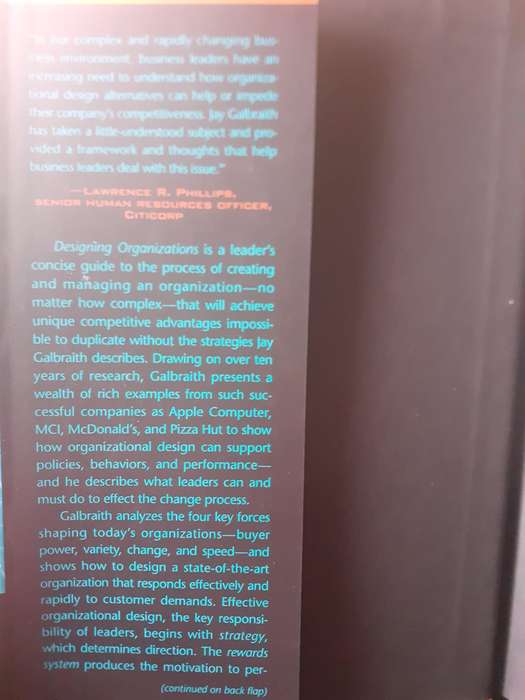 "In our complex and rapidly changing bus-
iness environment, business leaders have an
increasing need to understand how organiza-
tional design alternatives can help or impede
their company's competitiveness. Jay Galbraith
has taken a little-understood subject and pro-
vided a framework and thoughts that help
business leaders deal with this issue."
—LAWRENCE R. PHILLIPS,
SENIOR HUMAN RESOURCES OFFICER,
CITICORP
Designing Organizations is a leader's
concise guide to the process of creating
and managing an organization—no
matter how complex—that will achieve
unique competitive advantages impossi-
ble to duplicate without the strategies Jay
Galbraith describes. Drawing on over ten
years of research, Galbraith presents a
wealth of rich examples from such suc-
cessful companies as Apple Computer,
MCI, McDonald's, and Pizza Hut to show
how organizational design can support
policies, behaviors, and performance—
and he describes what leaders can and
must do to effect the change process.
Galbraith analyzes the four key forces
shaping today's organizations—buyer
power, variety, change, and speed—and
shows how to design a state-of-the-art
organization that responds effectively and
rapidly to customer demands. Effective
organizational design, the key responsi-
bility of leaders, begins with strategy,
which determines direction. The rewards
system produces the motivation to per-
(continued on back flap)